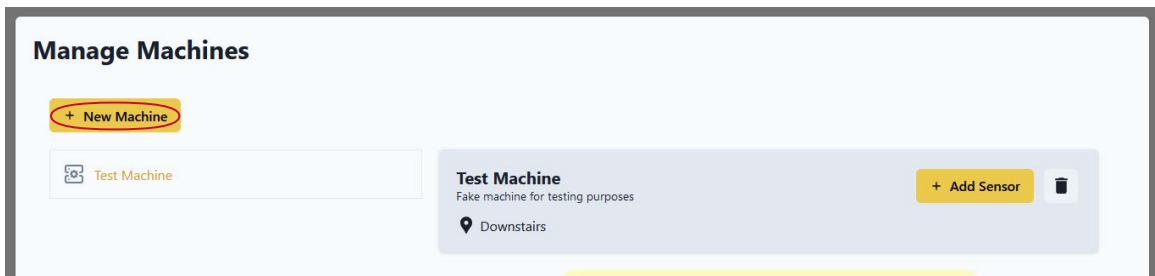 Manage Machines
+ New Machine
Test Machine
Test Machine
Fake machine for testing purposes
+ Add Sensor
Downstairs